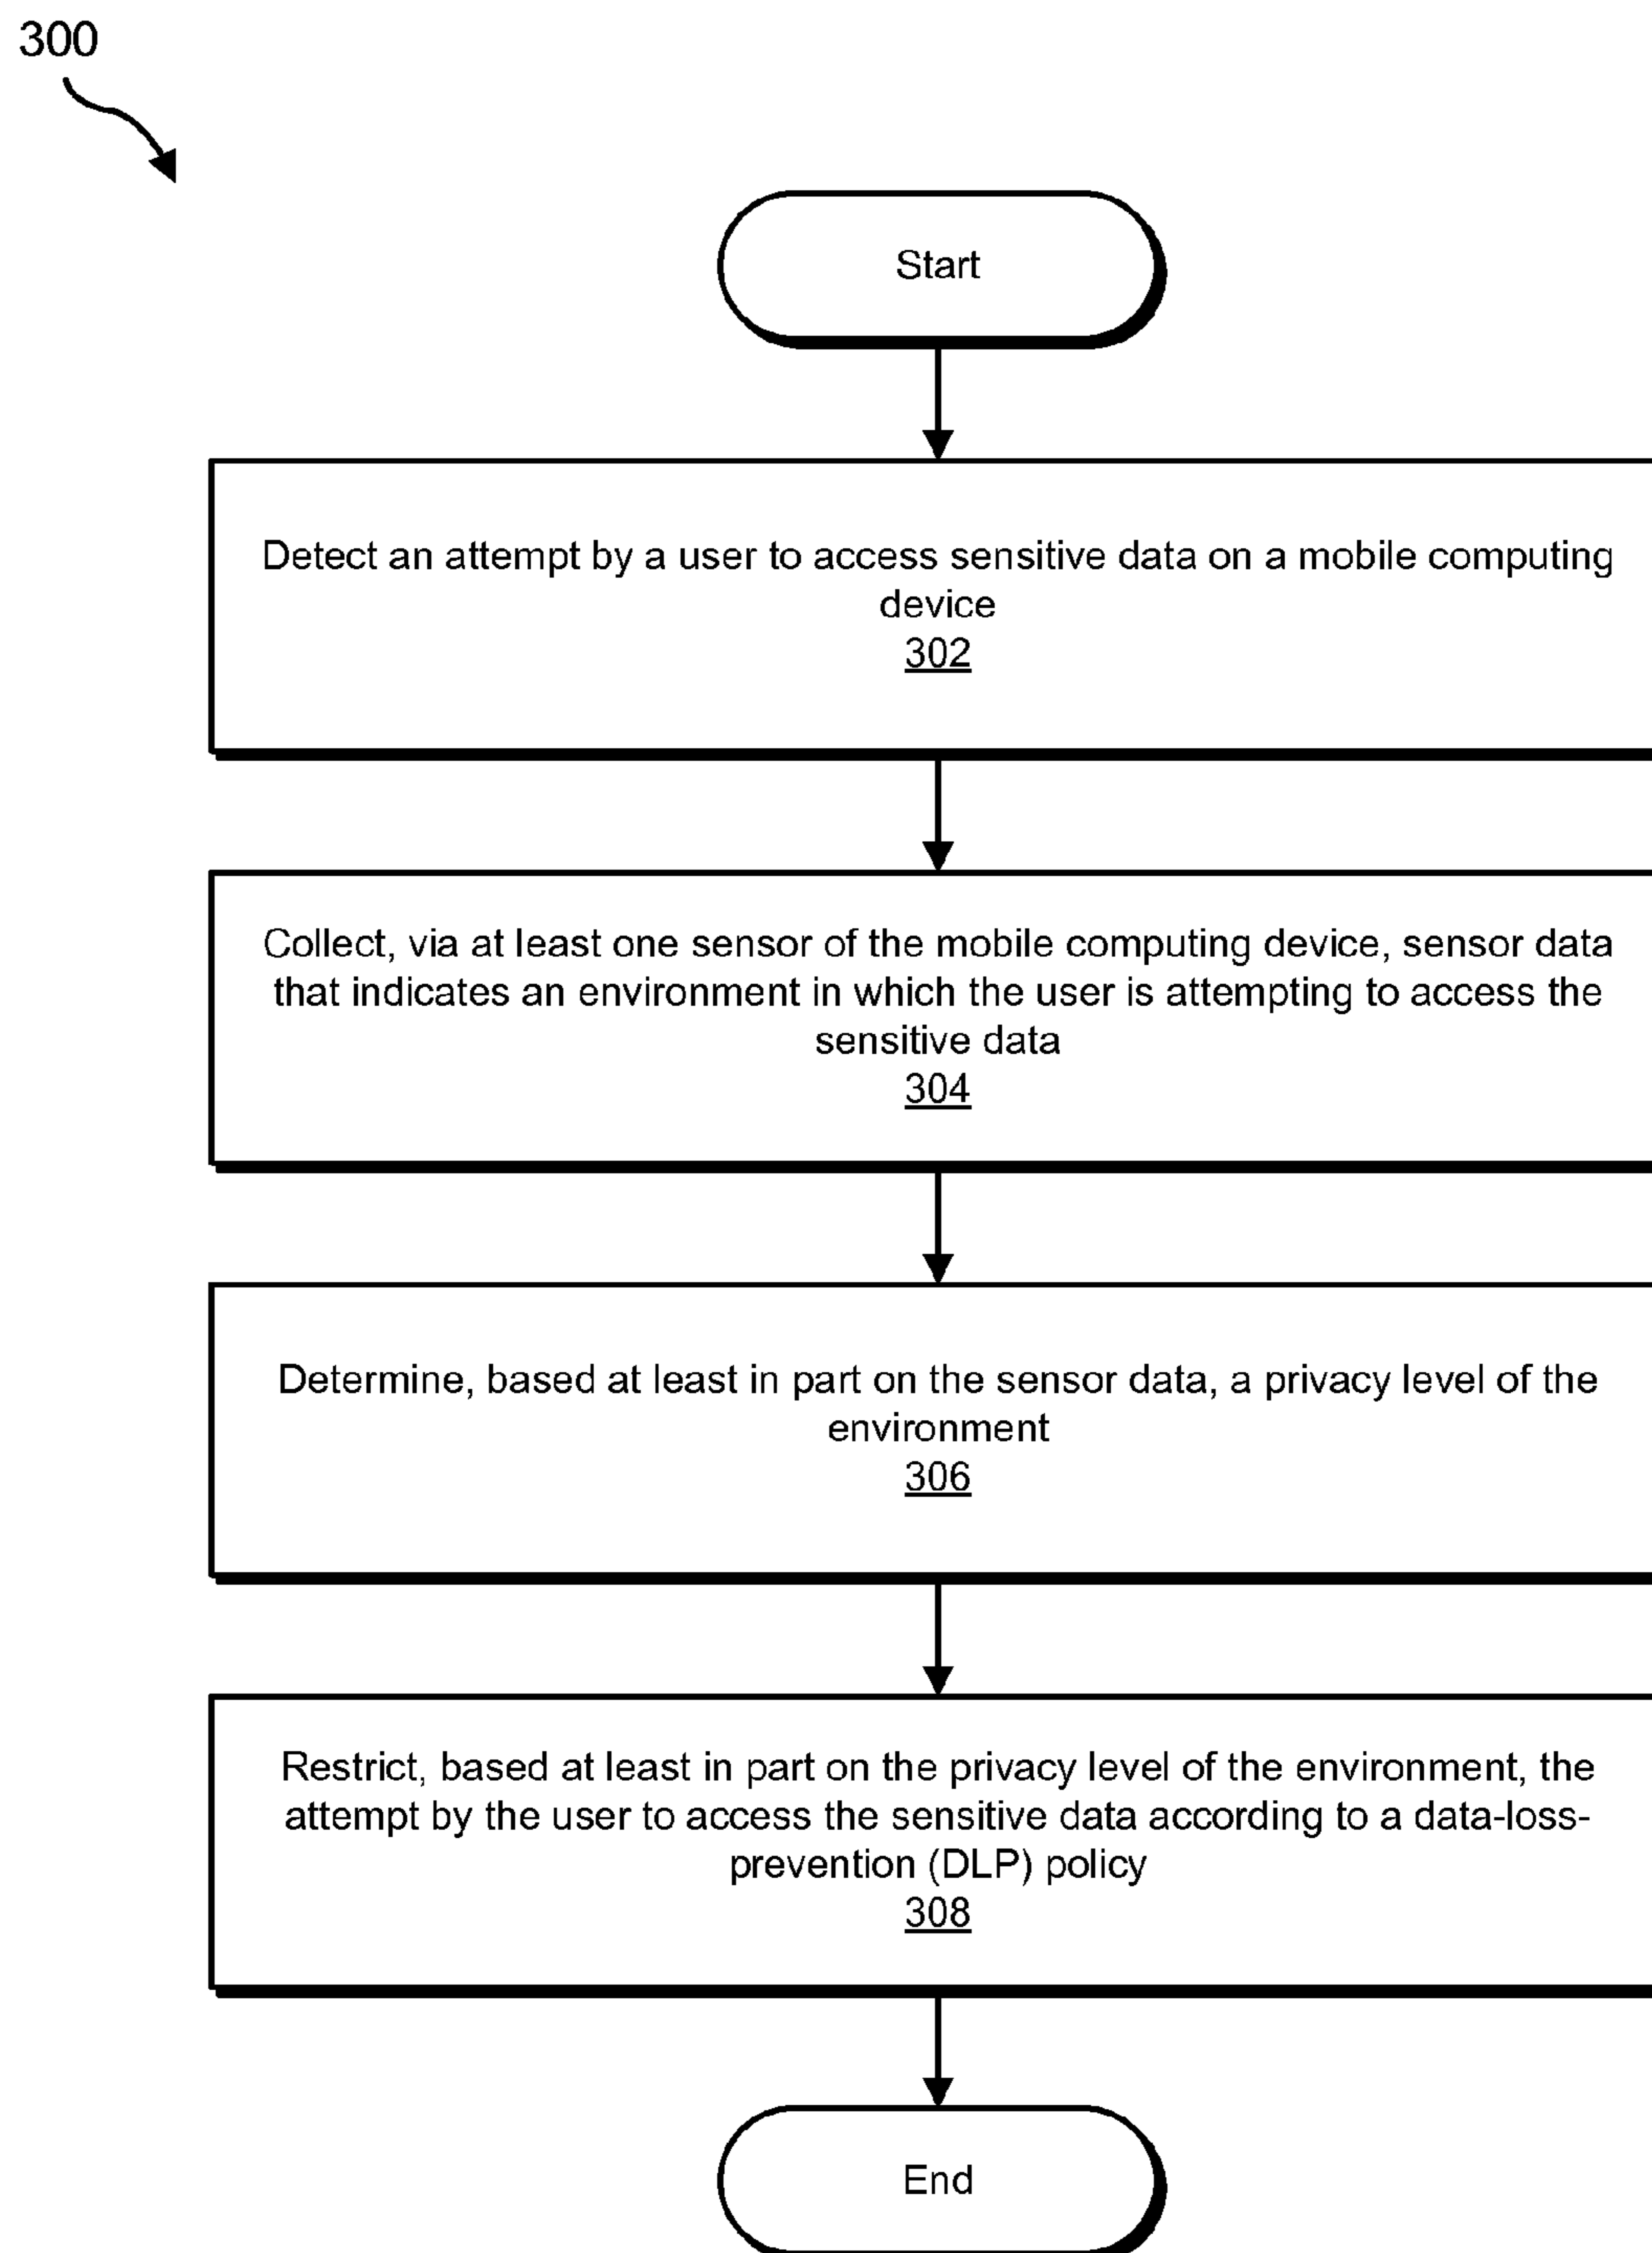 300
Start
Detect an attempt by a user to access sensitive data on a mobile computing
device
302
Collect, via at least one sensor of the mobile computing device, sensor data
that indicates an environment in which the user is attempting to access the
sensitive data
304
Determine, based at least in part on the sensor data, a privacy level of the
environment
306
Restrict, based at least in part on the privacy level of the environment, the
attempt by the user to access the sensitive data according to a data-loss-
prevention (DLP) policy
308
End